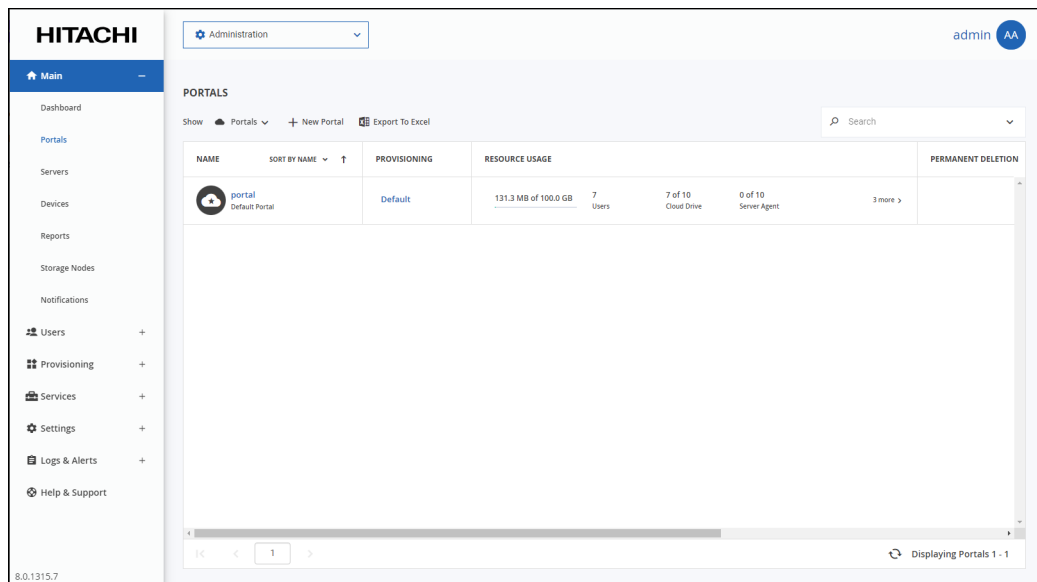 HITACHI
Administration
admin AA
Main
Dashboard
Portals
Servers
Devices
Reports
Storage Nodes
Notifications
Users
Provisioning
Services
Settings
Logs & Alerts
Help & Support
8.0.1315.7
PORTALS
Show Portals New Portal Export To Excel Search
NAME SORT BY NAME PROVISIONING RESOURCE USAGE PERMANENT DELETION
portal Default 131.3 MB of 100.0 GB 7 7 of 10 0 of 10 3 more
Default Portal Users Cloud Drive Server Agent
1 Displaying Portals 1 - 1